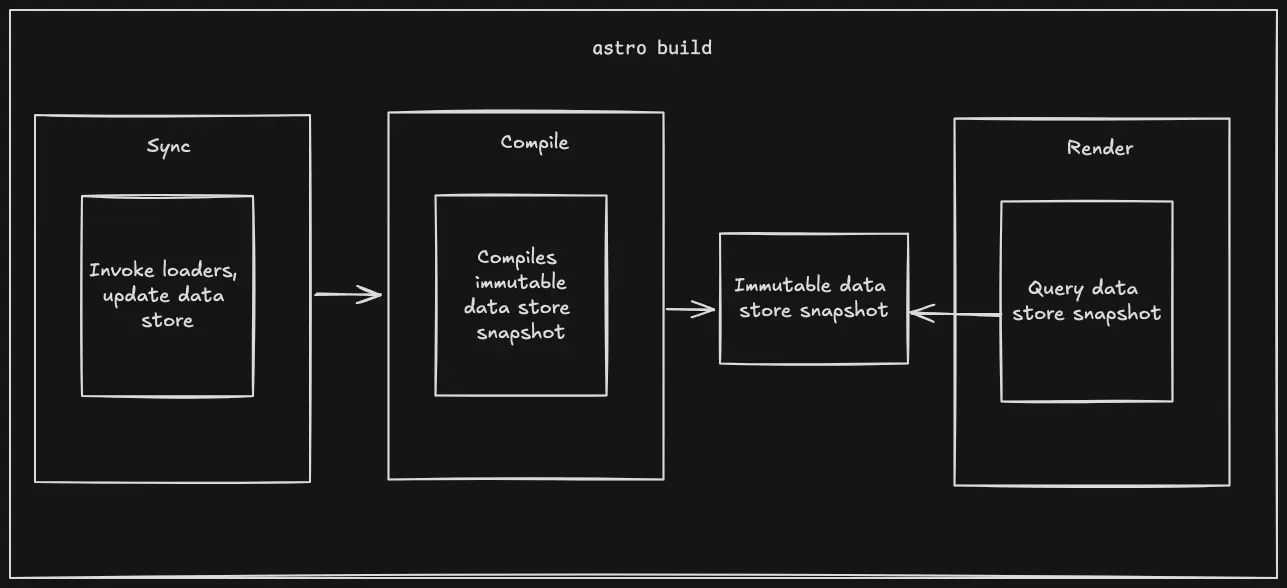 astro build
Sync
Invoke loaders,
update data
store
Compile
Compiles
immutable
data store
snapshot
Immutable data
store snapshot
Render
Query data
store snapshot